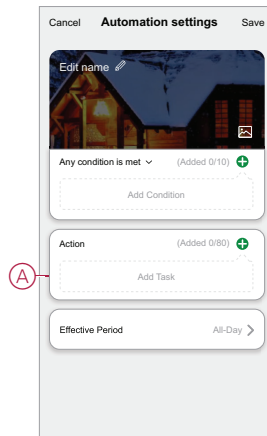 Cancel Automation settings Save
Edit name
Any condition is met (Added 0/10)
Add Condition
Action (Added 0/80)
A
Add Task
Effective Period All-Day